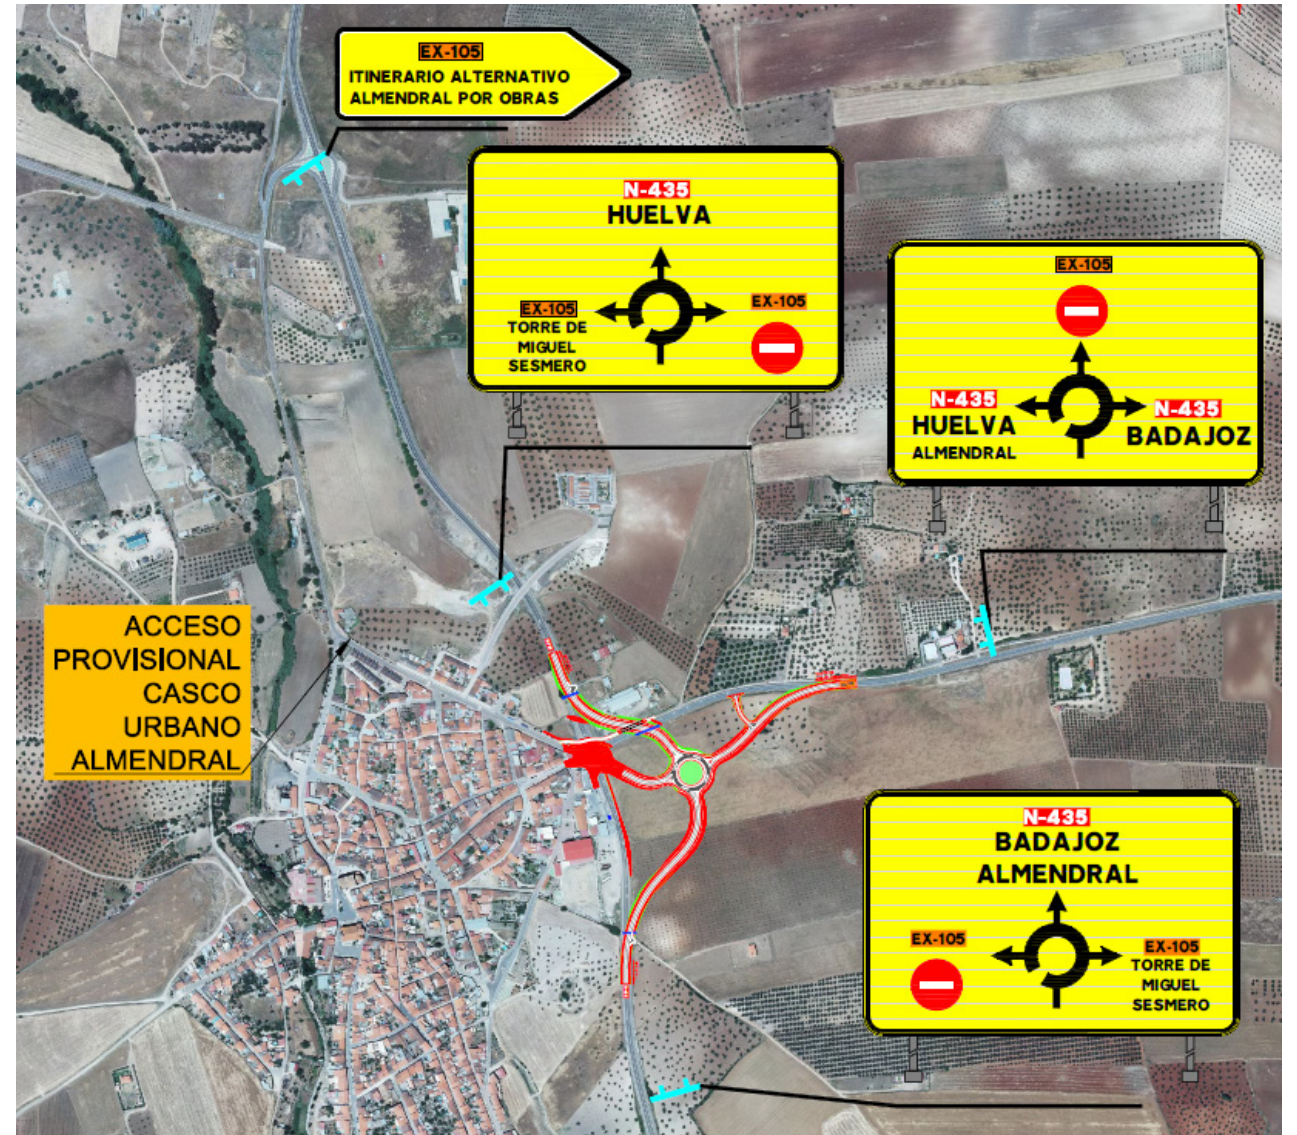 EX-105
ITINERARIO ALTERNATIVO
ALMENDRAL POR OBRAS
N-435
HUELVA
EX-105
TORRE DE
MIGUEL
SESMERO
EX-105
EX-105
N-435
HUELVA
ALMENDRAL
N-435
BADAJOZ
ACCESO
PROVISIONAL
CASCO
URBANO
ALMENDRAL
N-435
BADAJOZ
ALMENDRAL
EX-105
EX-105
TORRE DE
MIGUEL
SESMERO